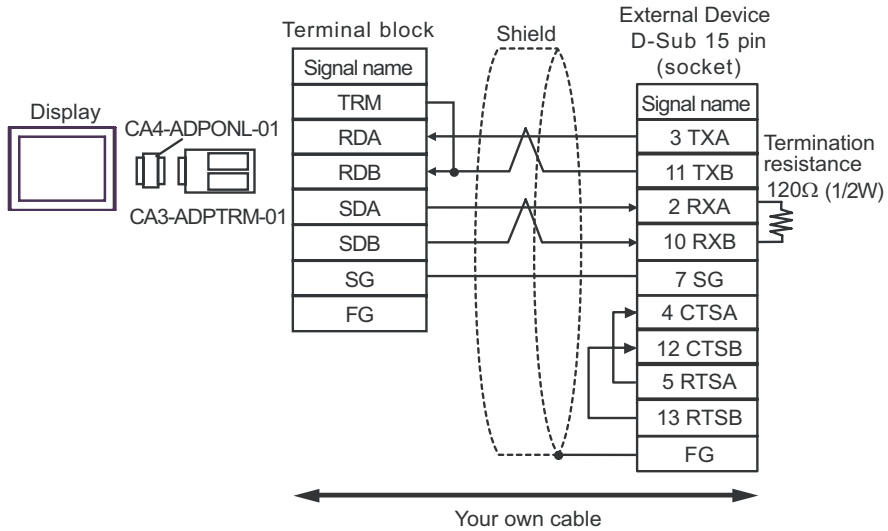 Display
CA4-ADPONL-01
CA3-ADPTRM-01
Terminal block
Signal name
TRM
RDA
RDB
SDA
SDB
SG
FG
Shield
External Device
D-Sub 15 pin
(socket)
Signal name
3 TXA
11 TXB
2 RXA
10 RXB
7 SG
4 CTSA
12 CTSB
5 RTSA
13 RTSB
FG
Termination
resistance
120Ω (1/2W)
Your own cable